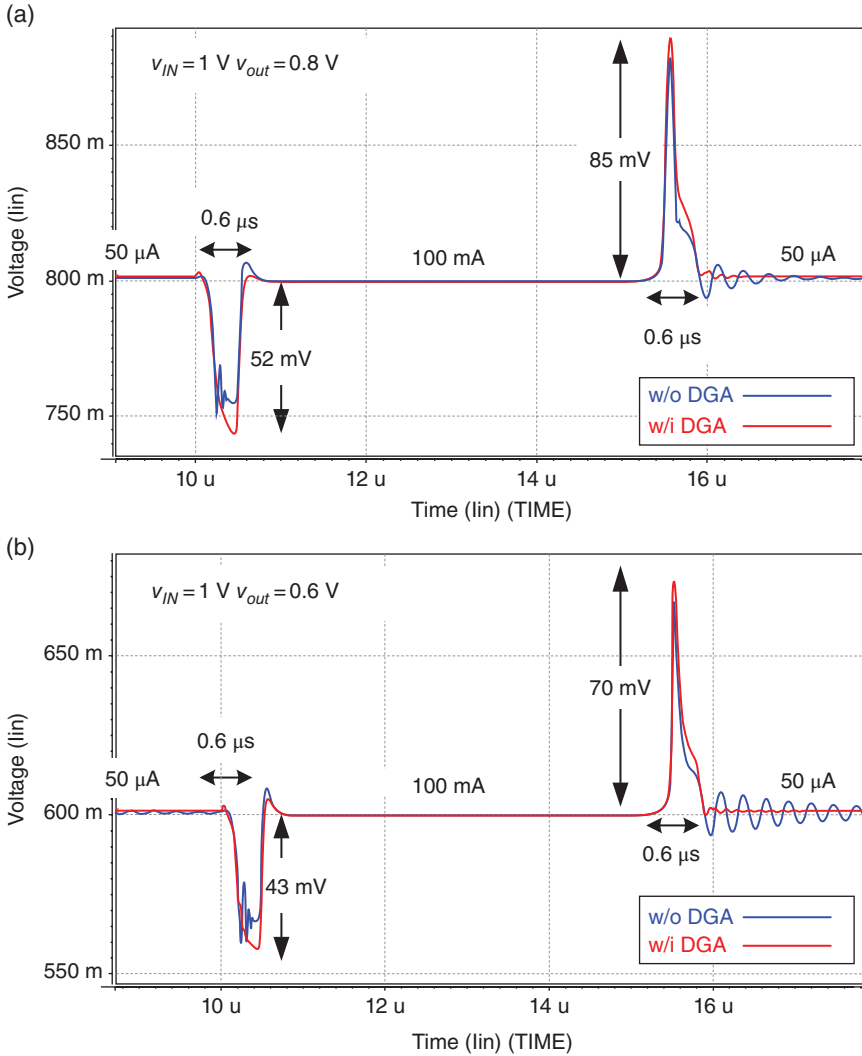 (a)
v_IN = 1 V v_out = 0.8 V
850 m
85 mV
0.6 μs
50 μA
100 mA
50 μA
800 m
Voltage (lin)
52 mV
0.6 μs
750 m
w/o DGA
w/i DGA
10 u 12 u 14 u 16 u
Time (lin) (TIME)
(b)
v_IN = 1 V v_out = 0.6 V
650 m
70 mV
0.6 μs
50 μA
100 mA
50 μA
600 m
Voltage (lin)
0.6 μs
43 mV
w/o DGA
w/i DGA
550 m
10 u 12 u 14 u 16 u
Time (lin) (TIME)